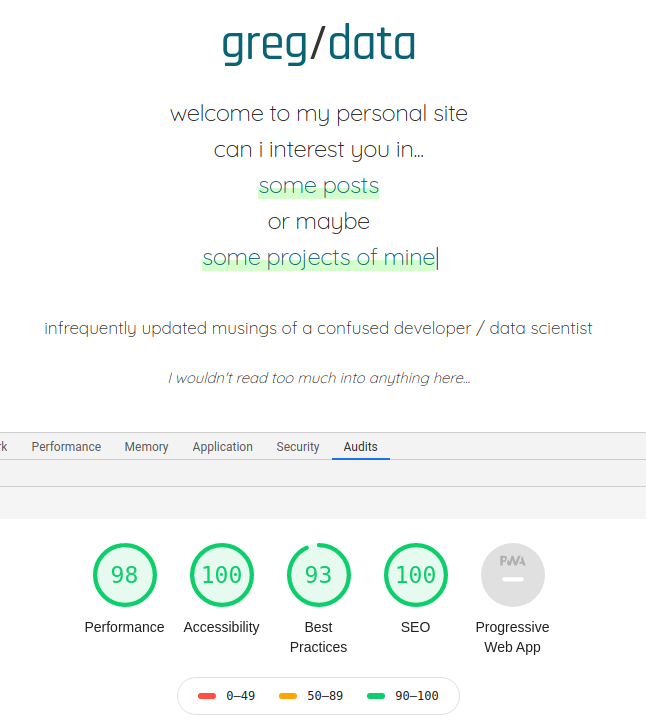 greg/data
welcome to my personal site
can i interest you in...
some posts
or maybe
some projects of mine
infrequently updated musings of a confused developer / data scientist
I wouldn't read too much into anything here...
rk Performance Memory Application Security Audits
98 100 93 100 PWA
Performance Accessibility Best Practices SEO Progressive Web App
0–49 50–89 90–100